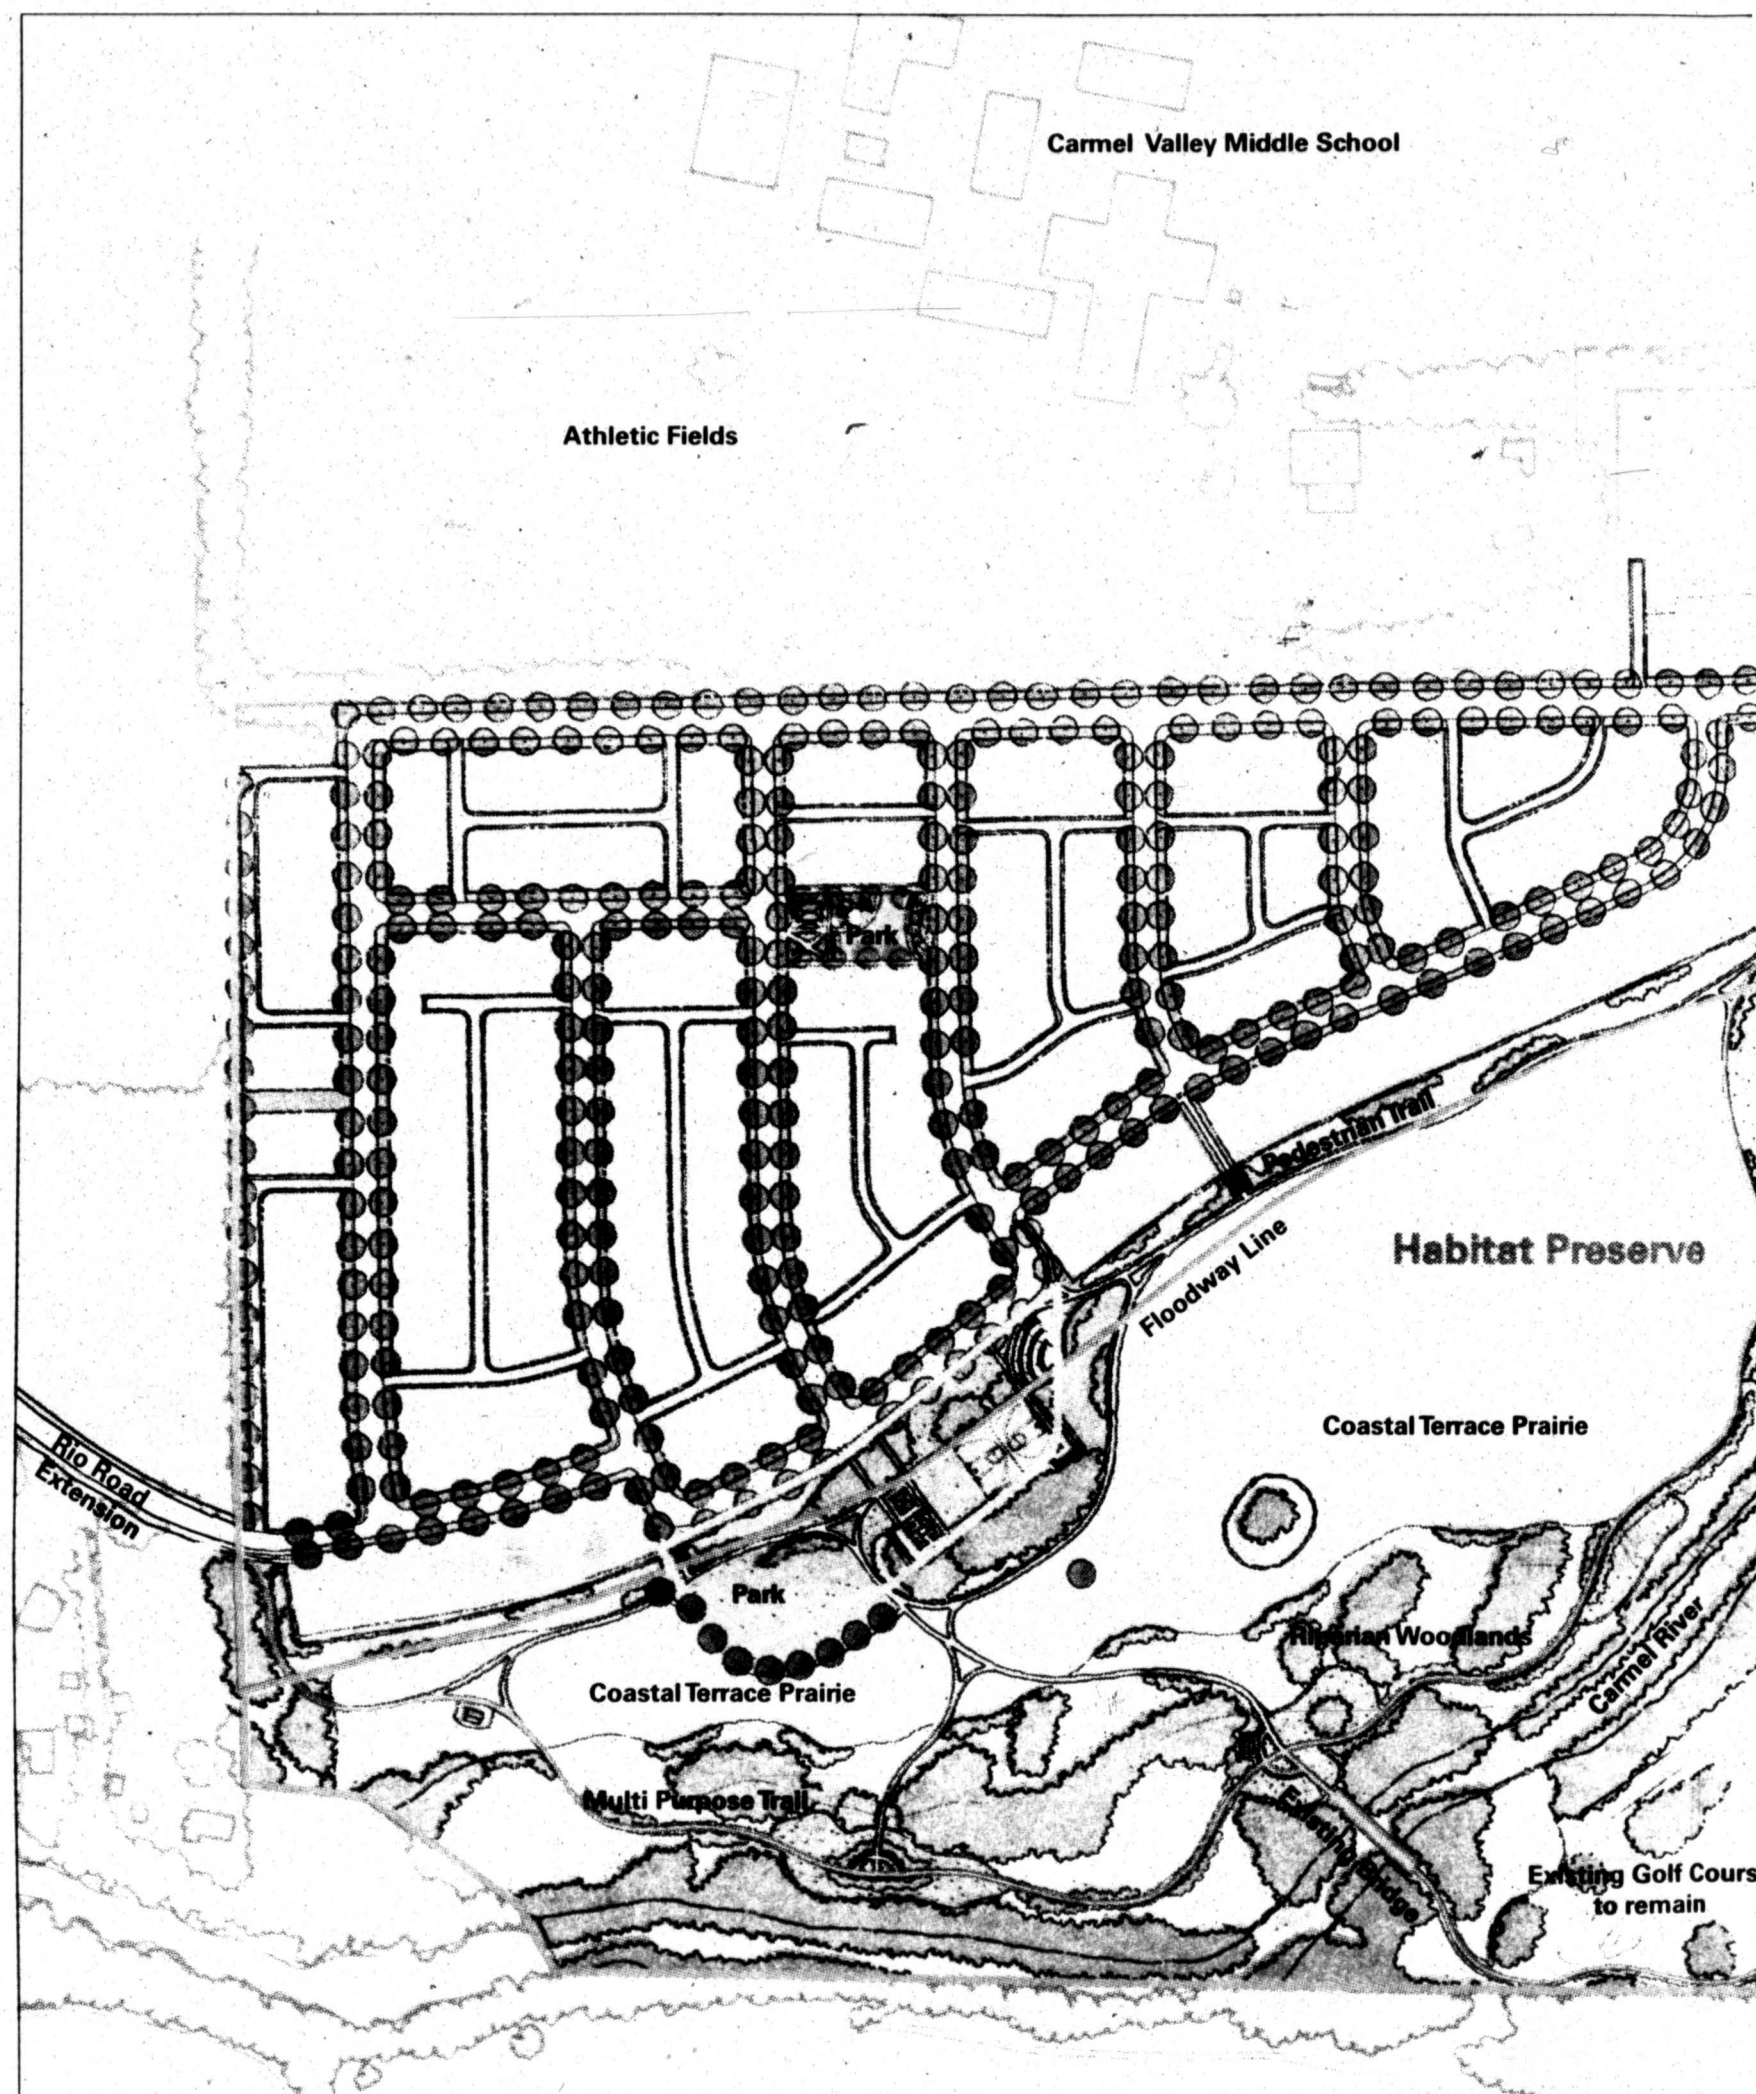 Carmel Valley Middle School
Athletic Fields
Park
Pedestrian Trail
Floodway Line
Habitat Preserve
Coastal Terrace Prairie
Rio Road
Extension
Park
Riparian Woodlands
Carmel River
Coastal Terrace Prairie
Multi Purpose Trail
Existing Bridge
Existing Golf Cours
to remain